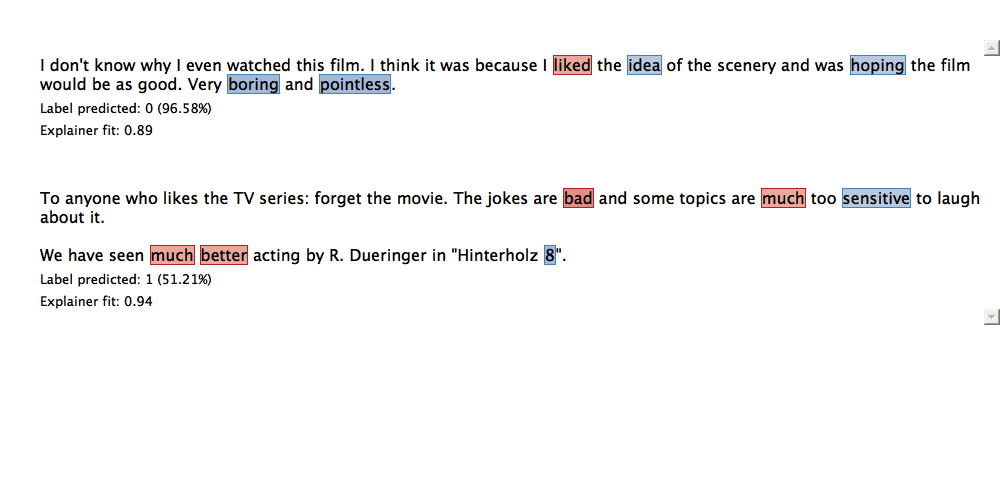 I don't know why I even watched this film. I think it was because I liked the idea of the scenery and was hoping the film
would be as good. Very boring and pointless.
Label predicted: 0 (96.58%)
Explainer fit: 0.89
To anyone who likes the TV series: forget the movie. The jokes are bad and some topics are much too sensitive to laugh
about it.
We have seen much better acting by R. Dueringer in "Hinterholz 8".
Label predicted: 1 (51.21%)
Explainer fit: 0.94